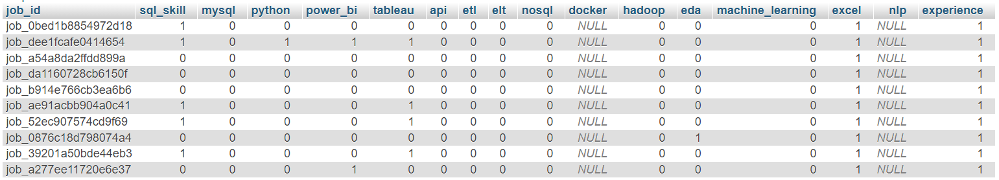 job_id sql_skill mysql python power_bi tableau api etl elt nosql docker hadoop eda machine_learning excel nlp experience
job_0bed1b8854972d18 1 0 0 0 0 0 0 0 0 NULL 0 0 0 1 NULL 1
job_dee1fcafe0414654 1 0 1 1 1 0 0 0 0 NULL 0 0 0 1 NULL 1
job_a54a8da2ffdd899a 0 0 0 0 0 0 0 0 0 NULL 0 0 0 1 NULL 1
job_da1160728cb6150f 0 0 0 0 0 0 0 0 0 NULL 0 0 0 1 NULL 1
job_b914e766cb3ea6b6 0 0 0 0 0 0 0 0 0 NULL 0 0 0 1 NULL 1
job_ae91acbb904a0c41 1 0 0 0 1 0 0 0 0 NULL 0 0 0 1 NULL 1
job_52ec907574cd9f69 1 0 0 0 1 0 0 0 0 NULL 0 0 0 1 NULL 1
job_0876c18d798074a4 0 0 0 0 0 0 0 0 0 NULL 0 1 0 1 NULL 1
job_39201a50bde44eb3 1 0 0 0 1 0 0 0 0 NULL 0 0 0 1 NULL 1
job_a277ee11720e6e37 0 0 0 1 0 0 0 0 0 NULL 0 0 0 1 NULL 1